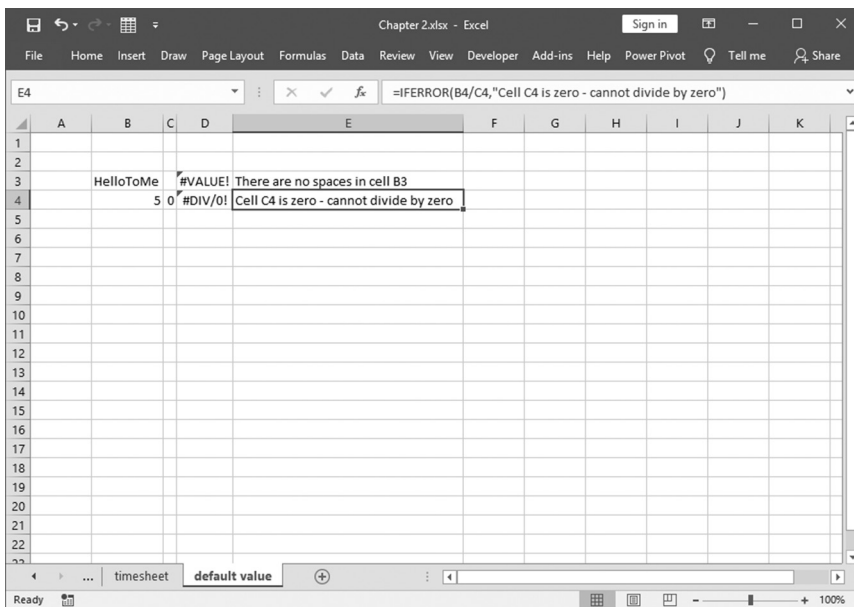 Chapter 2.xlsx - Excel
Sign in
File Home Insert Draw Page Layout Formulas Data Review View Developer Add-ins Help Power Pivot Tell me Share
E4 fx =IFERROR(B4/C4,"Cell C4 is zero - cannot divide by zero")
A B C D E F G H I J K
1
2
3 HelloToMe #VALUE! There are no spaces in cell B3
4 5 0 #DIV/0! Cell C4 is zero - cannot divide by zero
5
6
7
8
9
10
11
12
13
14
15
16
17
18
19
20
21
22
23
... timesheet default value
Ready 100%